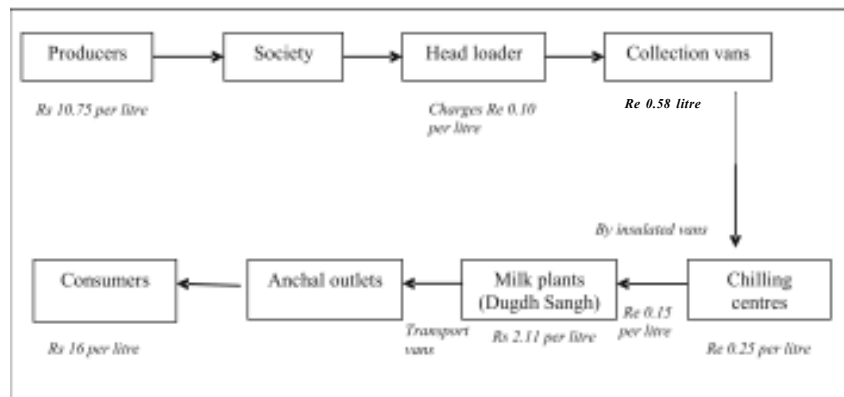 Producers
Society
Head loader
Collection vans
Rs 10.75 per litre
Charges Re 0.10
per litre
Re 0.58 litre
By insulated vans
Consumers
Anchal outlets
Milk plants
(Dugdh Sangh)
Chilling
centres
Rs 16 per litre
Transport
vans
Rs 2.11 per litre
Re 0.15
per litre
Re 0.25 per litre